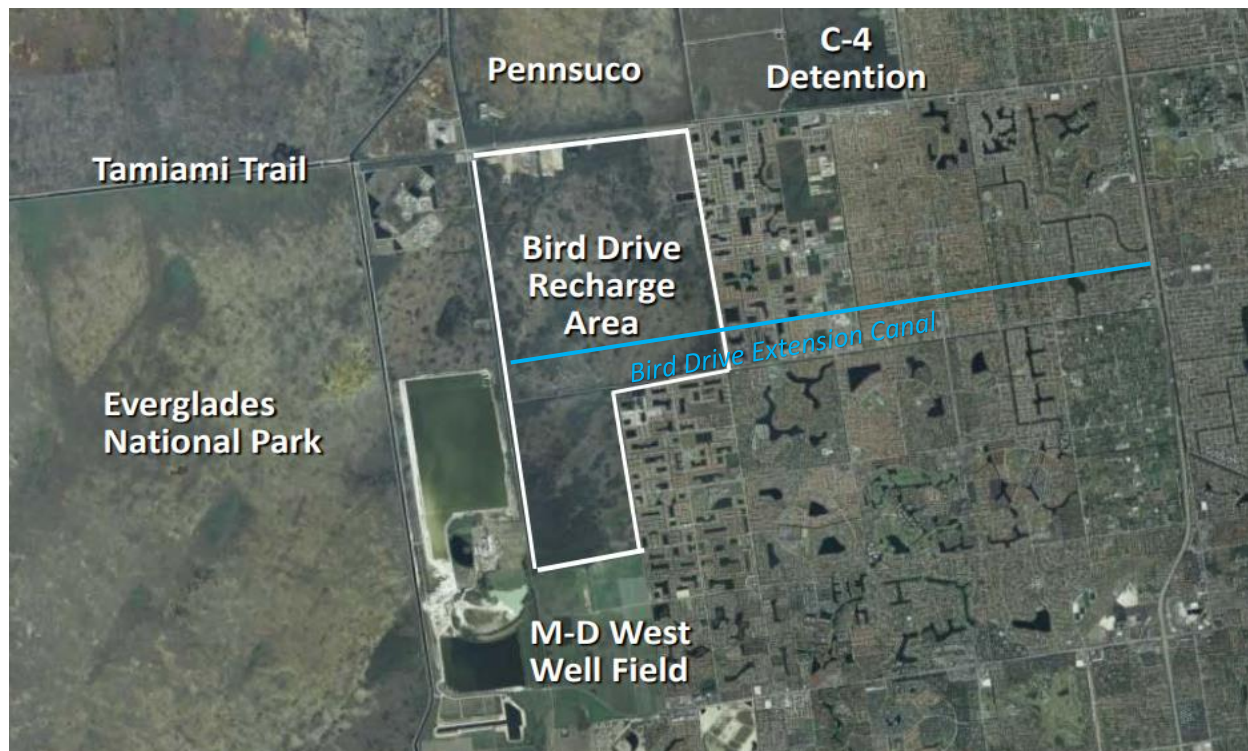 C-4
Detention
Pennsuco
Tamiami Trail
Bird Drive
Recharge
Area
Bird Drive Extension Canal
Everglades
National Park
M-D West
Well Field